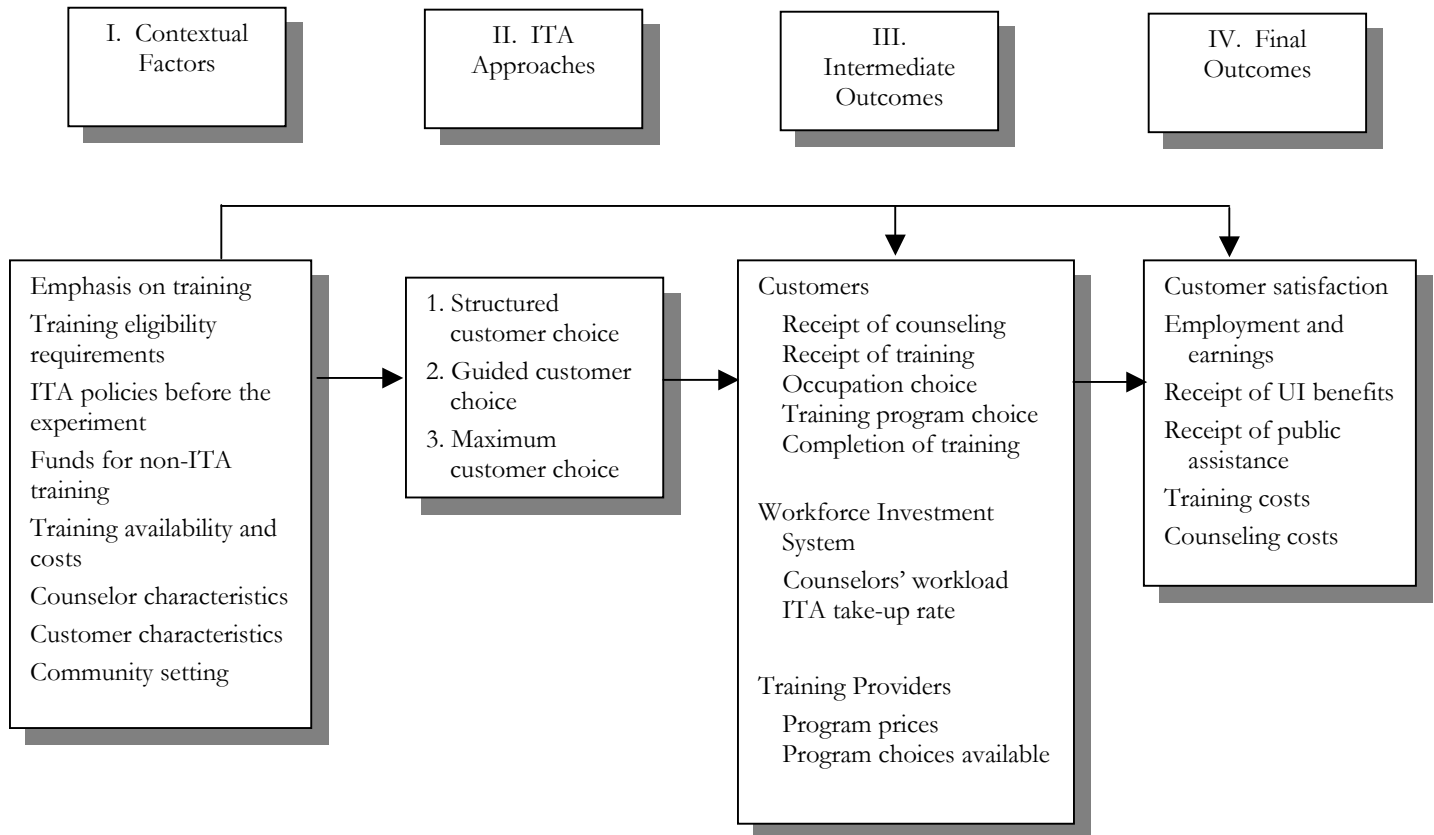 I. Contextual
Factors
II. ITA
Approaches
III.
Intermediate
Outcomes
IV. Final
Outcomes
Emphasis on training
Training eligibility
requirements
ITA policies before the
experiment
Funds for non-ITA
training
Training availability and
costs
Counselor characteristics
Customer characteristics
Community setting
1. Structured
customer choice
2. Guided customer
choice
3. Maximum
customer choice
Customers
Receipt of counseling
Receipt of training
Occupation choice
Training program choice
Completion of training
Workforce Investment
System
Counselors’ workload
ITA take-up rate
Training Providers
Program prices
Program choices available
Customer satisfaction
Employment and
earnings
Receipt of UI benefits
Receipt of public
assistance
Training costs
Counseling costs